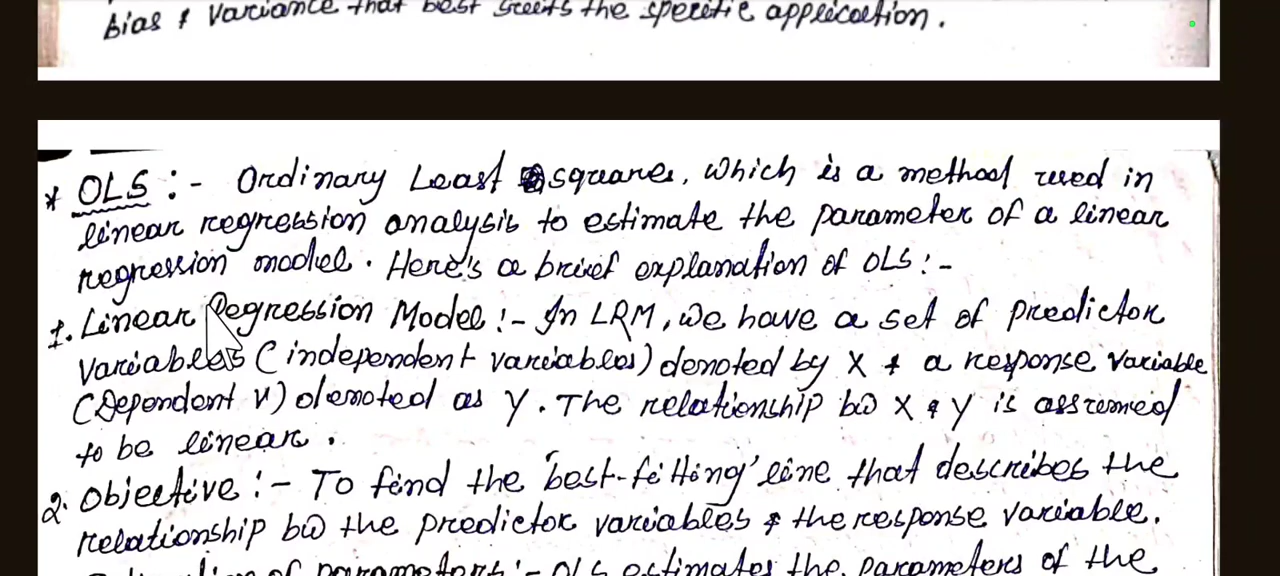 bias & variance that best suits the specific application.
* OLS :- Ordinary Least squares, which is a method used in
linear regression analysis to estimate the parameter of a linear
regression model. Here's a brief explanation of OLS :-
1. Linear Regression Model :- In LRM, we have a set of predictor
variables (independent variables) denoted by X & a response variable
(Dependent V) denoted as Y. The relationship bw X & Y is assumed
to be linear.
2. Objective :- To find the 'best-fitting' line that describes the
relationship bw the predictor variables & the response variable.
of parameters :- OLS estimates the parameters of the